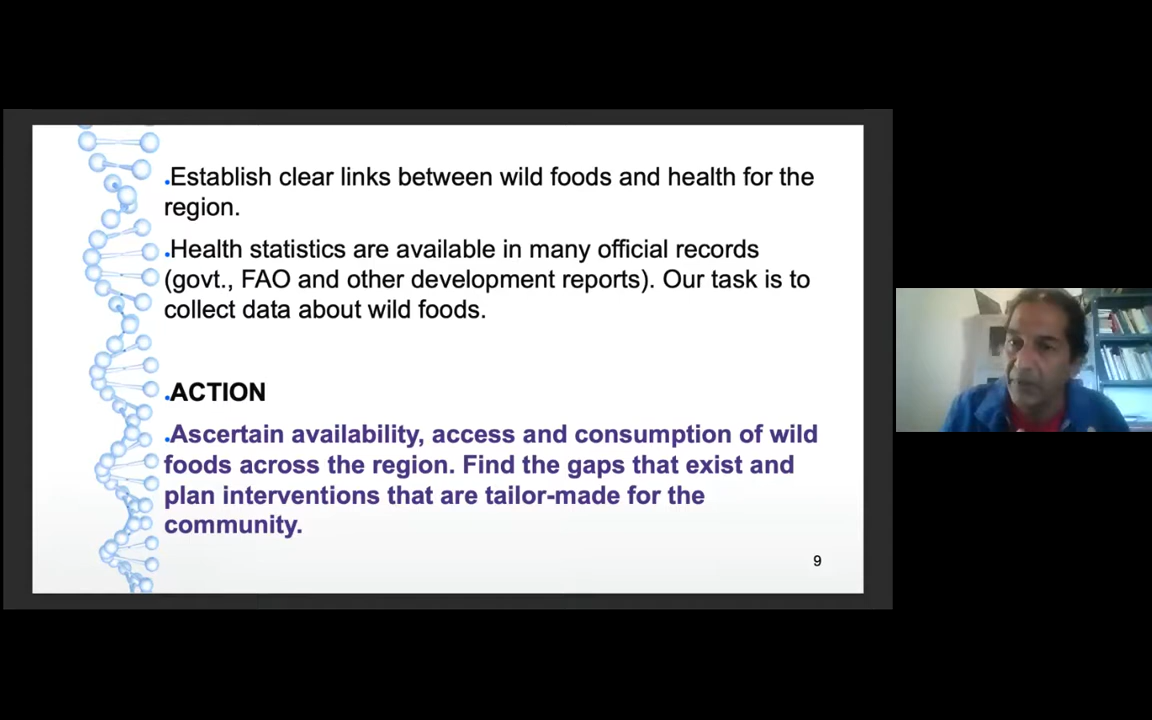 .Establish clear links between wild foods and health for the
region.
.Health statistics are available in many official records
(govt., FAO and other development reports). Our task is to
collect data about wild foods.
.ACTION
.Ascertain availability, access and consumption of wild
foods across the region. Find the gaps that exist and
plan interventions that are tailor-made for the
community.
9